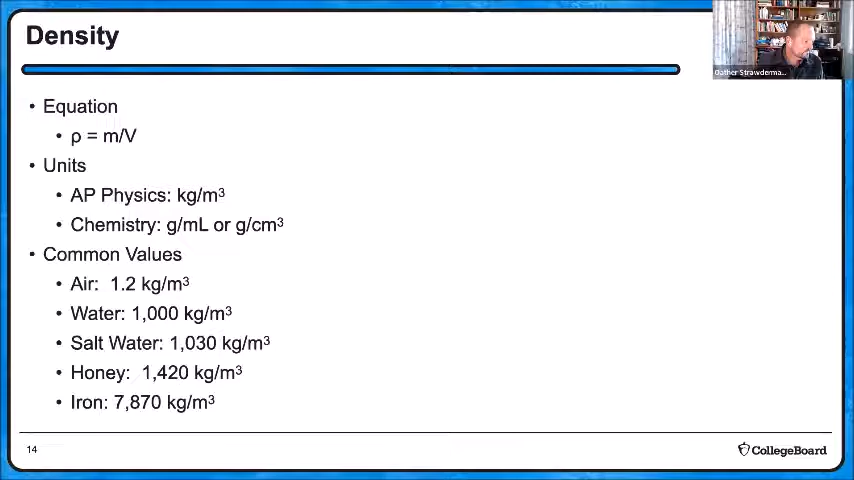 Density
Oather Strawderma...
• Equation
• ρ = m/V
• Units
• AP Physics: kg/m³
• Chemistry: g/mL or g/cm³
• Common Values
• Air: 1.2 kg/m³
• Water: 1,000 kg/m³
• Salt Water: 1,030 kg/m³
• Honey: 1,420 kg/m³
• Iron: 7,870 kg/m³
14
CollegeBoard